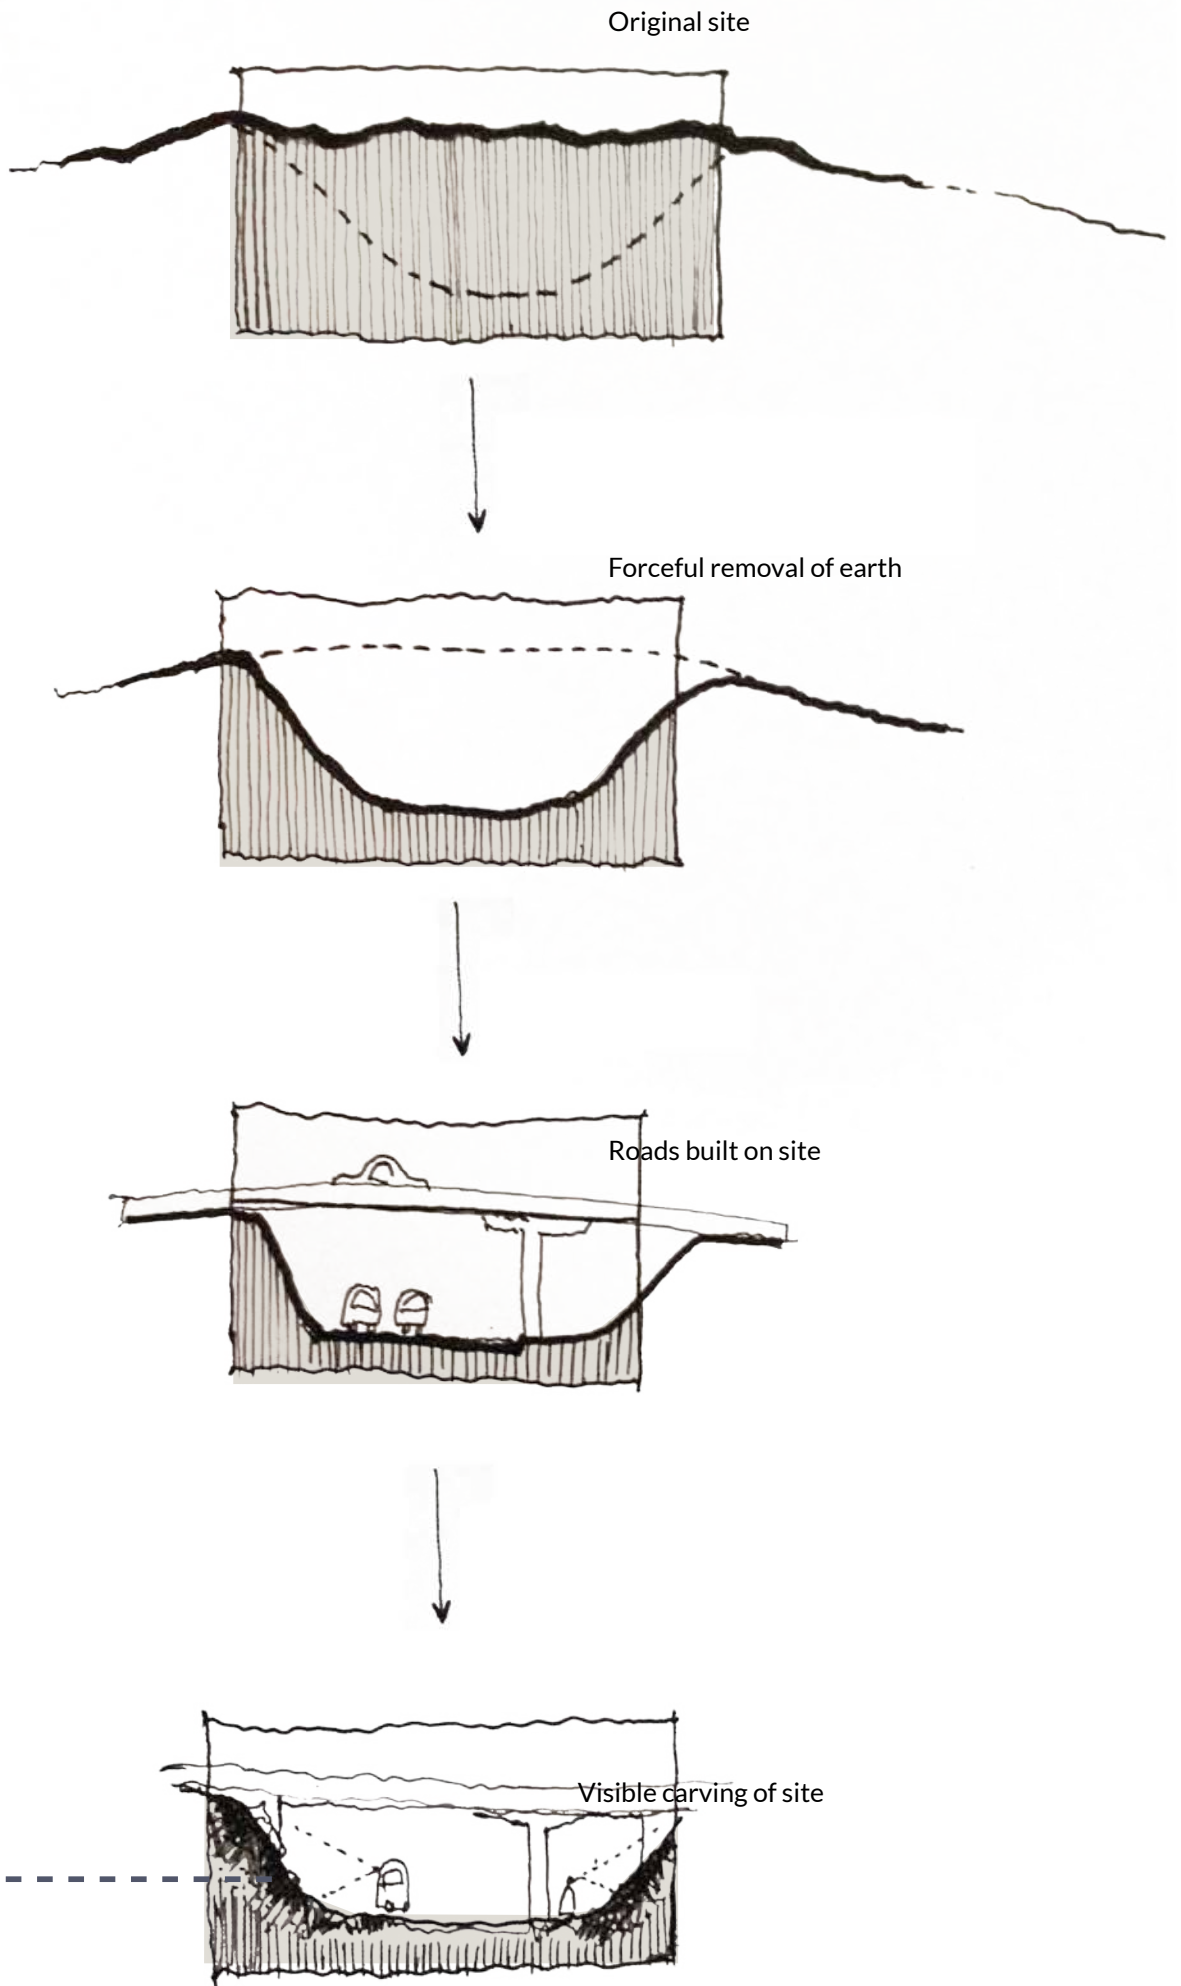 Original site
Forceful removal of earth
Roads built on site
Visible carving of site